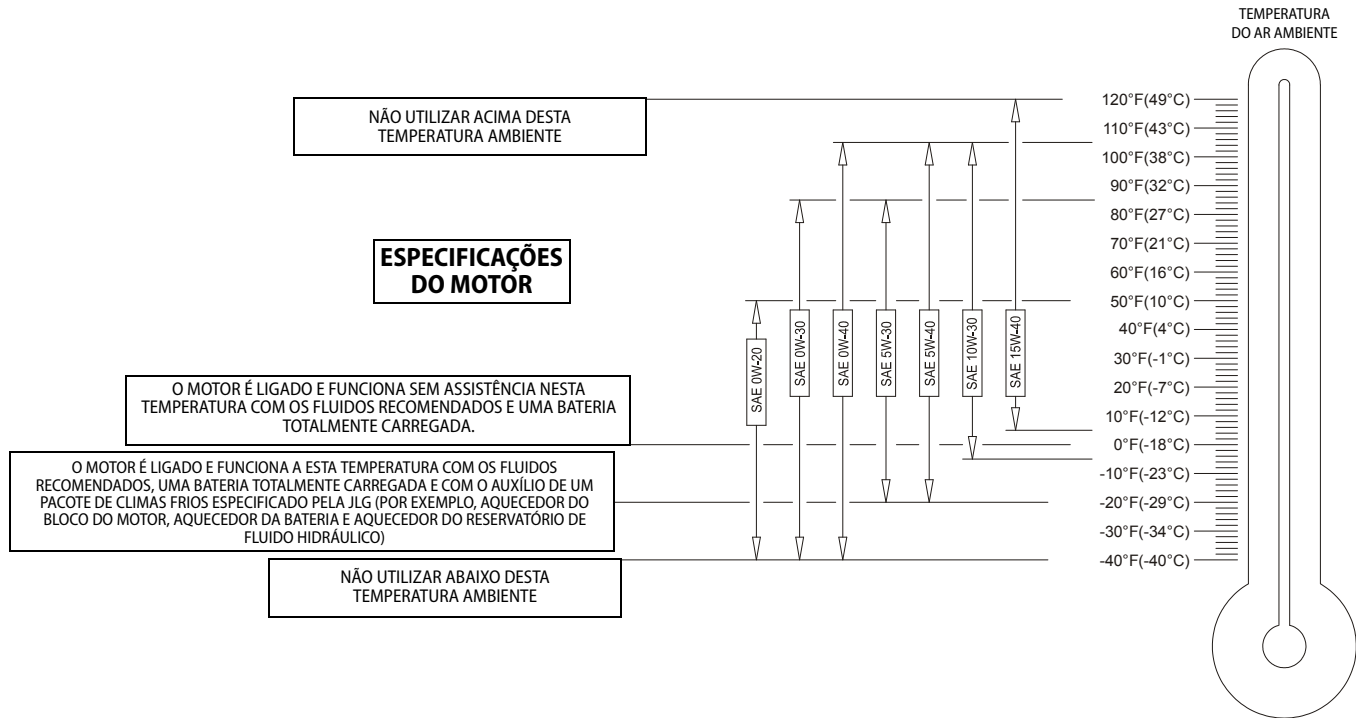 TEMPERATURA
DO AR AMBIENTE
NÃO UTILIZAR ACIMA DESTA
TEMPERATURA AMBIENTE
120°F(49°C)
110°F(43°C)
100°F(38°C)
90°F(32°C)
80°F(27°C)
70°F(21°C)
60°F(16°C)
50°F(10°C)
40°F(4°C)
30°F(-1°C)
20°F(-7°C)
10°F(-12°C)
0°F(-18°C)
-10°F(-23°C)
-20°F(-29°C)
-30°F(-34°C)
-40°F(-40°C)
ESPECIFICAÇÕES
DO MOTOR
SAE 0W-20
SAE 0W-30
SAE 0W-40
SAE 5W-30
SAE 5W-40
SAE 10W-30
SAE 15W-40
O MOTOR É LIGADO E FUNCIONA SEM ASSISTÊNCIA NESTA
TEMPERATURA COM OS FLUIDOS RECOMENDADOS E UMA BATERIA
TOTALMENTE CARREGADA.
O MOTOR É LIGADO E FUNCIONA A ESTA TEMPERATURA COM OS FLUIDOS
RECOMENDADOS, UMA BATERIA TOTALMENTE CARREGADA E COM O AUXÍLIO DE UM
PACOTE DE CLIMAS FRIOS ESPECIFICADO PELA JLG (POR EXEMPLO, AQUECEDOR DO
BLOCO DO MOTOR, AQUECEDOR DA BATERIA E AQUECEDOR DO RESERVATÓRIO DE
FLUIDO HIDRÁULICO)
NÃO UTILIZAR ABAIXO DESTA
TEMPERATURA AMBIENTE